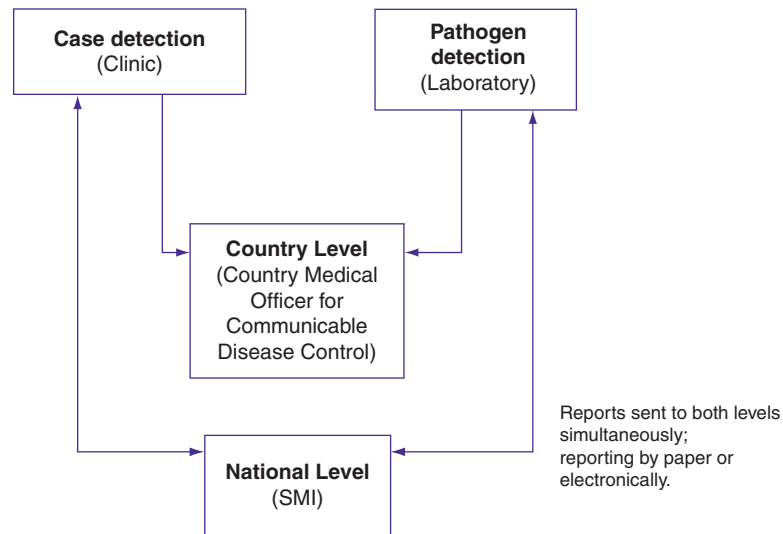 Case detection
(Clinic)
Pathogen
detection
(Laboratory)
Country Level
(Country Medical
Officer for
Communicable
Disease Control)
Reports sent to both levels
simultaneously;
reporting by paper or
electronically.
National Level
(SMI)